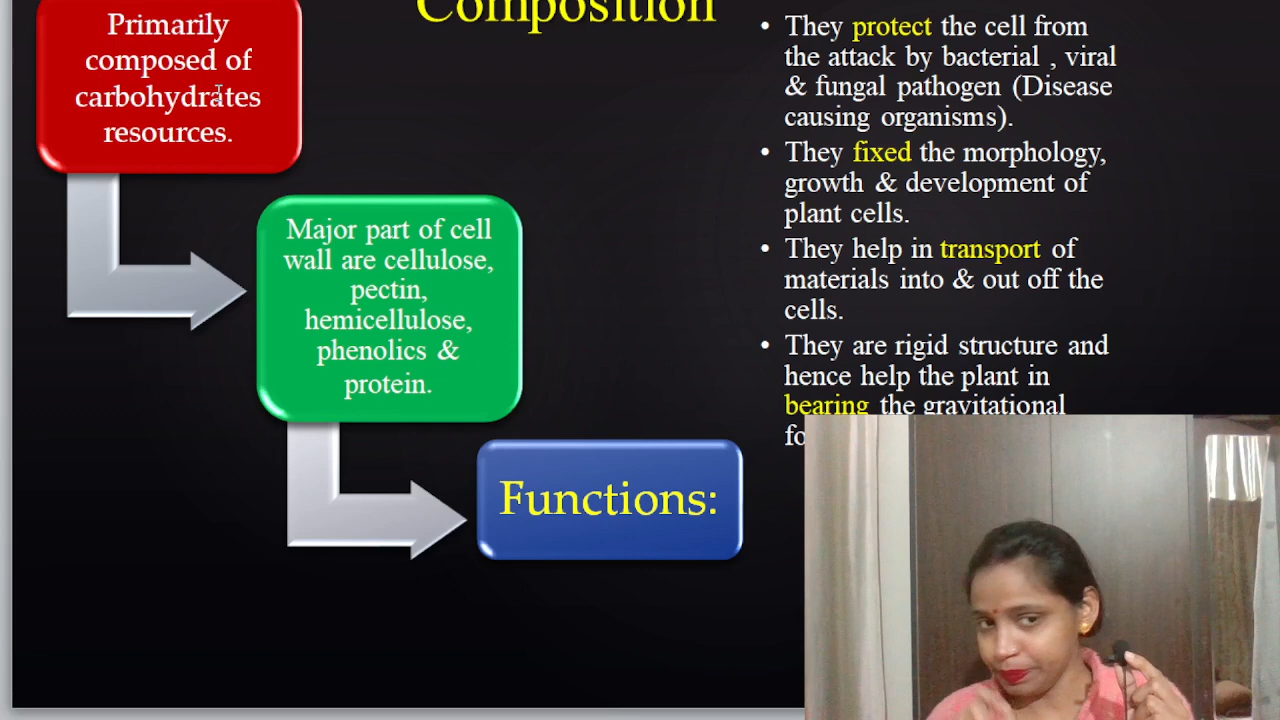 Composition
Primarily
composed of
carbohydrates
resources.
Major part of cell
wall are cellulose,
pectin,
hemicellulose,
phenolics &
protein.
Functions:
• They protect the cell from
the attack by bacterial , viral
& fungal pathogen (Disease
causing organisms).
• They fixed the morphology,
growth & development of
plant cells.
• They help in transport of
materials into & out off the
cells.
• They are rigid structure and
hence help the plant in
bearing the gravitational